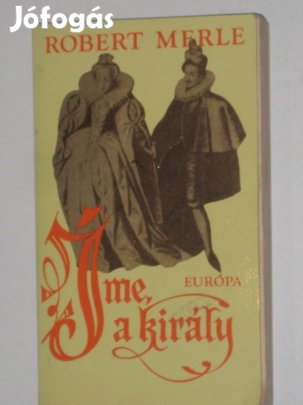 Jófogás
ROBERT MERLE
EURÓPA
Íme,
a király